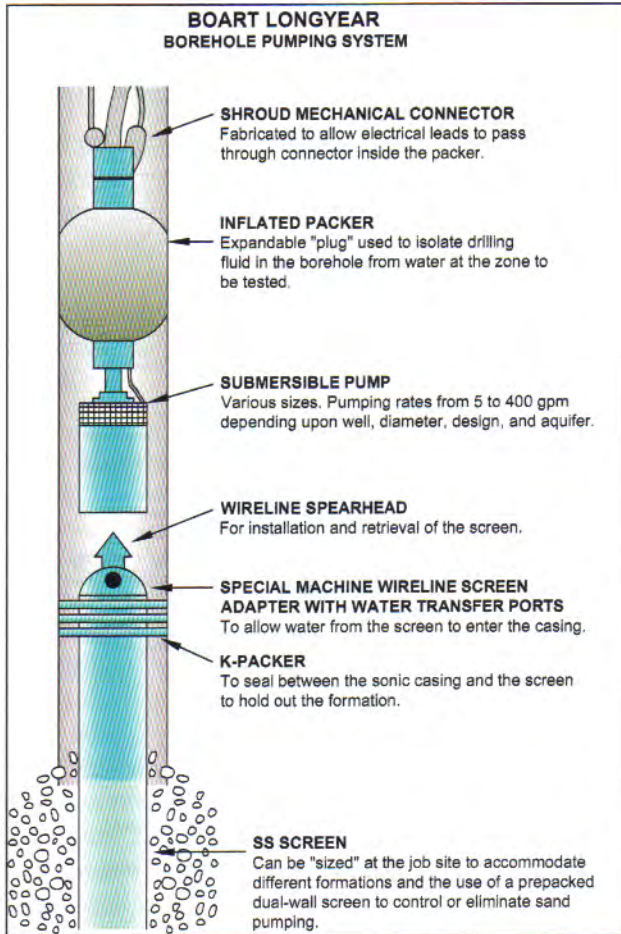 BOART LONGYEAR
BOREHOLE PUMPING SYSTEM
SHROUD MECHANICAL CONNECTOR
Fabricated to allow electrical leads to pass
through connector inside the packer.
INFLATED PACKER
Expandable "plug" used to isolate drilling
fluid in the borehole from water at the zone to
be tested.
SUBMERSIBLE PUMP
Various sizes. Pumping rates from 5 to 400 gpm
depending upon well, diameter, design, and aquifer.
WIRELINE SPEARHEAD
For installation and retrieval of the screen.
SPECIAL MACHINE WIRELINE SCREEN
ADAPTER WITH WATER TRANSFER PORTS
To allow water from the screen to enter the casing.
K-PACKER
To seal between the sonic casing and the screen
to hold out the formation.
SS SCREEN
Can be "sized" at the job site to accommodate
different formations and the use of a prepacked
dual-wall screen to control or eliminate sand
pumping.